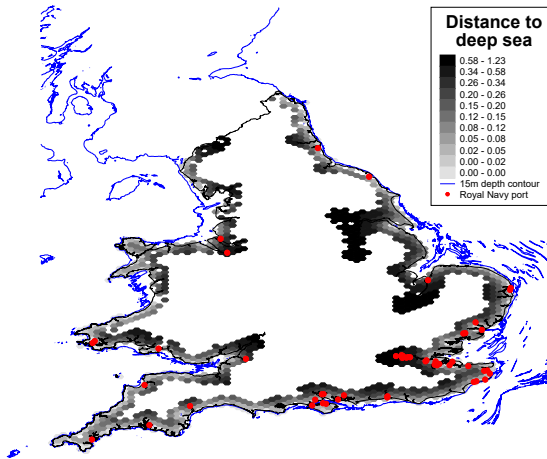 Distance to
deep sea
0.58 - 1.23
0.34 - 0.58
0.26 - 0.34
0.20 - 0.26
0.15 - 0.20
0.12 - 0.15
0.08 - 0.12
0.05 - 0.08
0.02 - 0.05
0.00 - 0.02
0.00 - 0.00
15m depth contour
Royal Navy port